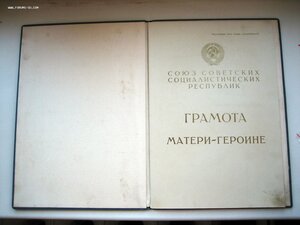 СОЮЗ СОВЕТСКИХ
СОЦИАЛИСТИЧЕСКИХ
РЕСПУБЛИК
ГРАМОТА
МАТЕРИ-ГЕРОИНЕ